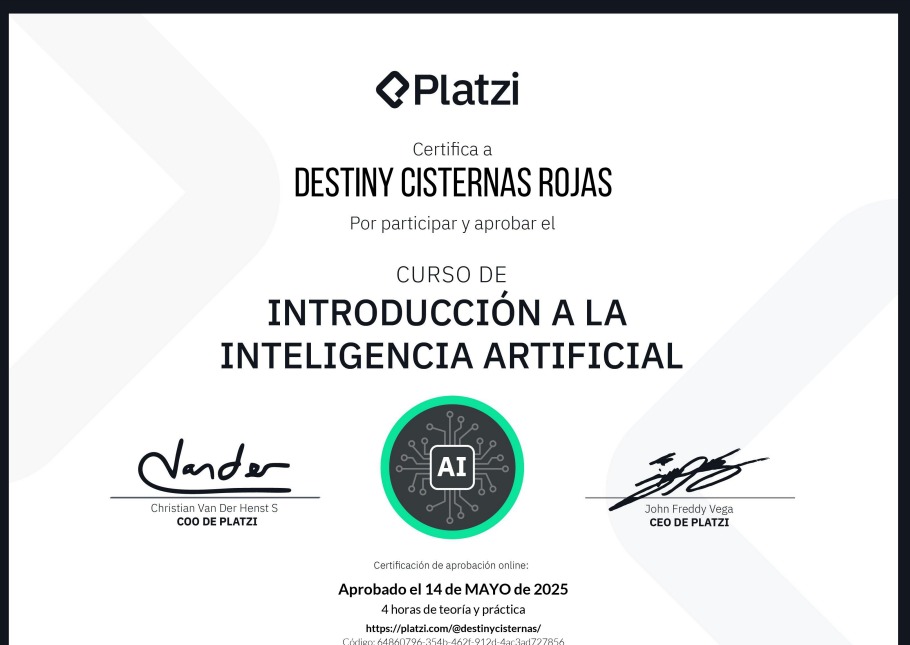 Platzi
Certifica a
DESTINY CISTERNAS ROJAS
Por participar y aprobar el
CURSO DE
INTRODUCCIÓN A LA
INTELIGENCIA ARTIFICIAL
AI
Vander
Christian Van Der Henst S
COO DE PLATZI
John Freddy Vega
CEO DE PLATZI
Certificación de aprobación online:
Aprobado el 14 de MAYO de 2025
4 horas de teoría y práctica
https://platzi.com/@destinycisternas/
Código: 64860796-354b-462f-912d-4ac3ad727856